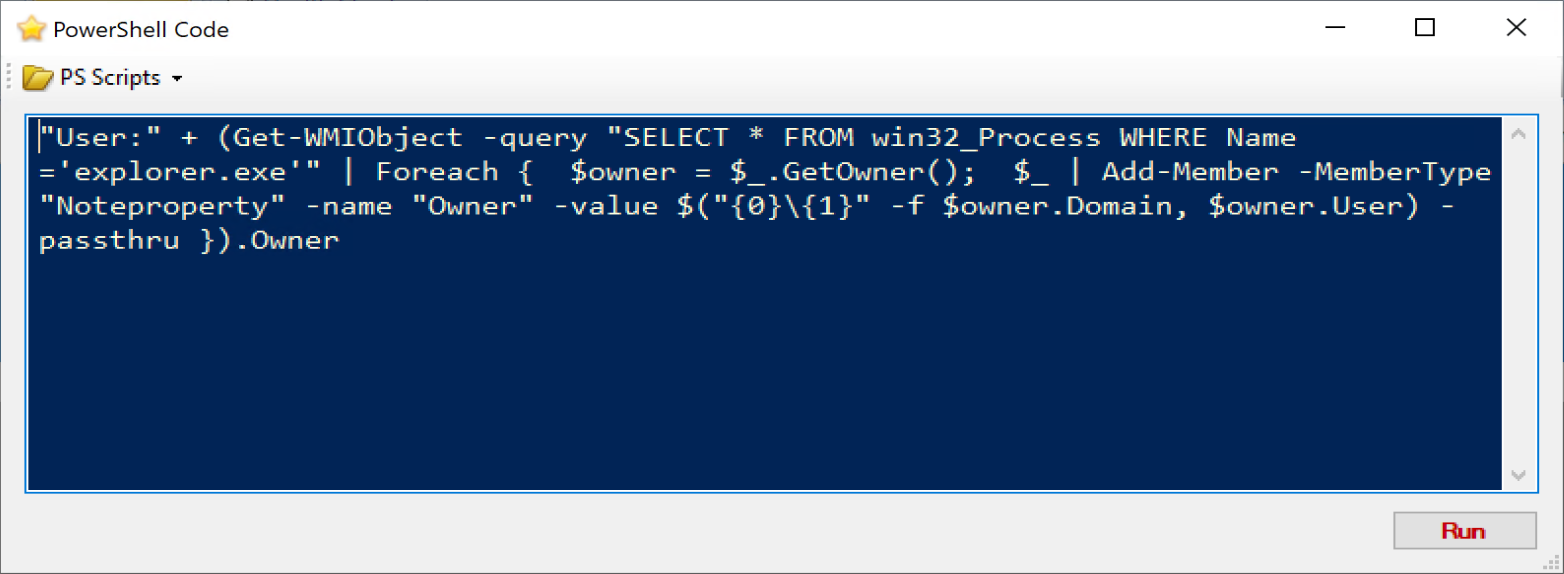 PowerShell Code
PS Scripts
"User:" + (Get-WMIObject -query "SELECT * FROM win32_Process WHERE Name
='explorer.exe'" | Foreach {  $owner = $_.GetOwner();  $_ | Add-Member -MemberType
"Noteproperty" -name "Owner" -value $("{0}\{1}" -f $owner.Domain, $owner.User) -
passthru }).Owner
Run